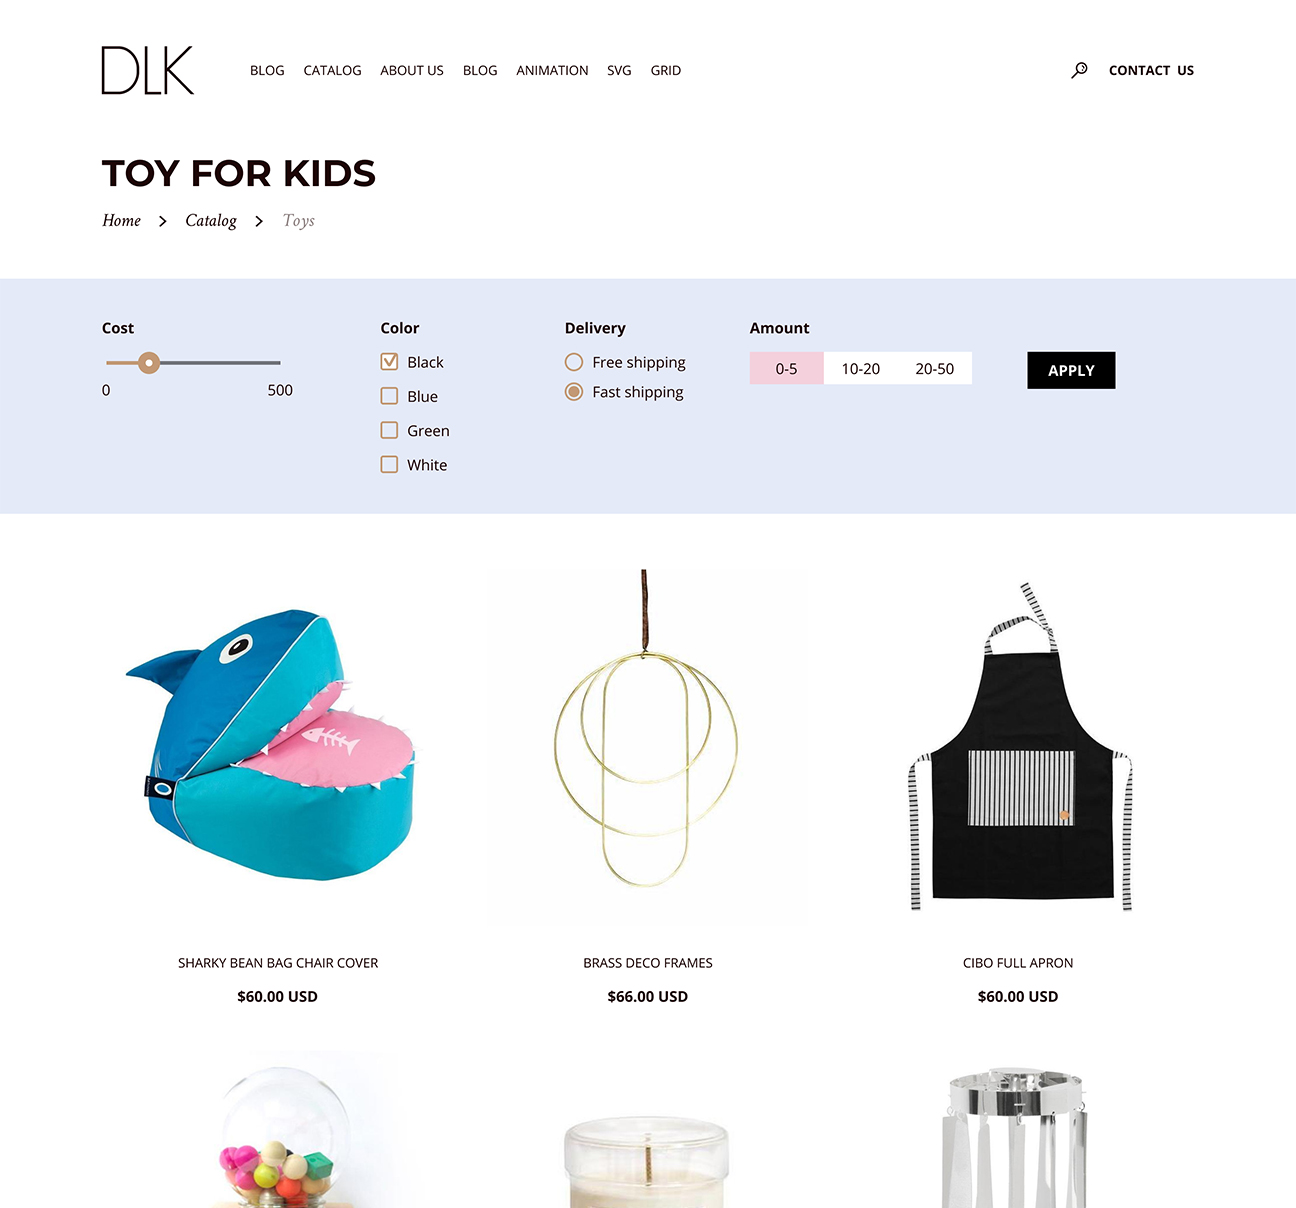 DLK
BLOG CATALOG ABOUT US BLOG ANIMATION SVG GRID CONTACT US
TOY FOR KIDS
Home > Catalog > Toys
Cost Color Delivery Amount
Black Free shipping 0-5 10-20 20-50 APPLY
0 500 Blue Fast shipping
Green
White
SHARKY BEAN BAG CHAIR COVER BRASS DECO FRAMES CIBO FULL APRON
$60.00 USD $66.00 USD $60.00 USD